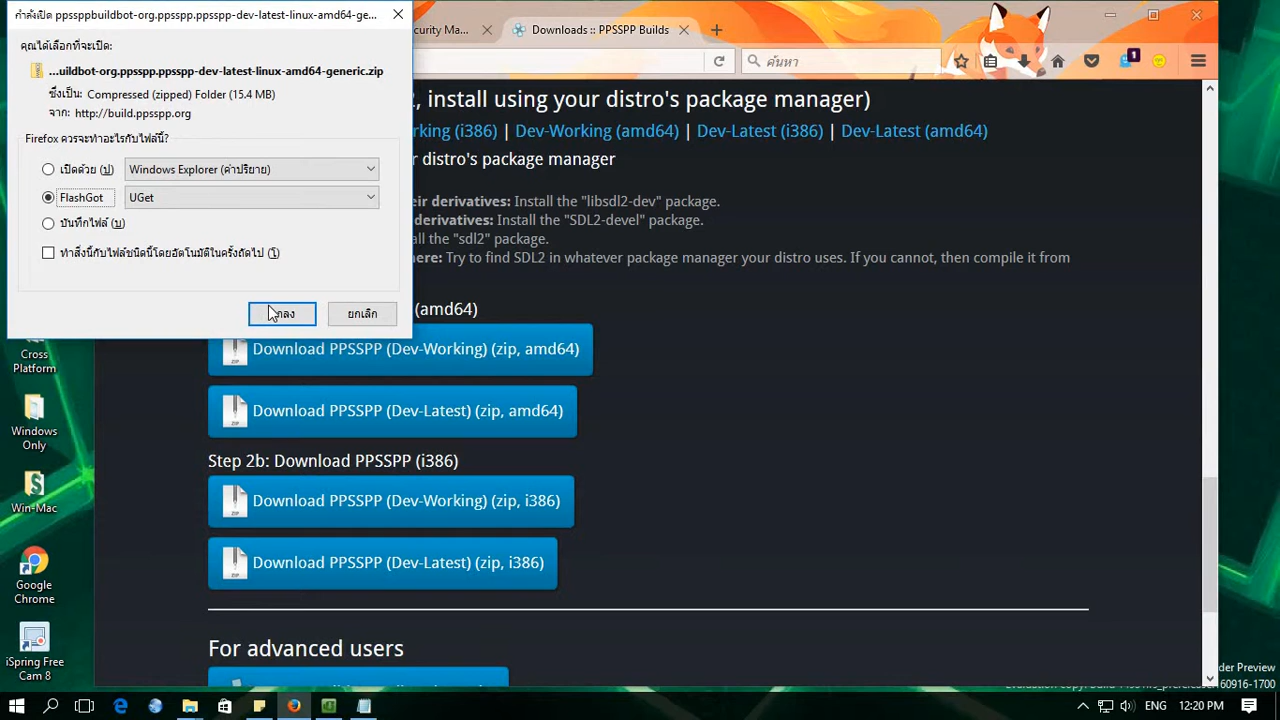 กำลังเปิด ppssppbuildbot-org.ppsspp.ppsspp-dev-latest-linux-amd64-ge...
คุณได้เลือกที่จะเปิด:
...uildbot-org.ppsspp.ppsspp-dev-latest-linux-amd64-generic.zip
ซึ่งเป็น: Compressed (zipped) Folder (15.4 MB)
จาก: http://build.ppsspp.org
Firefox ควรจะทำอะไรกับไฟล์นี้?
เปิดด้วย (ป) Windows Explorer (ค่าปริยาย)
FlashGot UGet
บันทึกไฟล์ (บ)
ทำสิ่งนี้กับไฟล์ชนิดนี้โดยอัตโนมัติในครั้งถัดไป (โ)
ยกเลิก
ecurity Ma... Downloads :: PPSSPP Builds
ค้นหา
1
2, install using your distro's package manager)
rking (i386) | Dev-Working (amd64) | Dev-Latest (i386) | Dev-Latest (amd64)
r distro's package manager
eir derivatives: Install the "libsdl2-dev" package.
derivatives: Install the "SDL2-devel" package.
all the "sdl2" package.
here: Try to find SDL2 in whatever package manager your distro uses. If you cannot, then compile it from
(amd64)
Download PPSSPP (Dev-Working) (zip, amd64)
Download PPSSPP (Dev-Latest) (zip, amd64)
Step 2b: Download PPSSPP (i386)
Download PPSSPP (Dev-Working) (zip, i386)
Download PPSSPP (Dev-Latest) (zip, i386)
For advanced users
Cross
Platform
Windows
Only
Win-Mac
Google
Chrome
iSpring Free
Cam 8
der Preview
60916-1700
ENG 12:20 PM